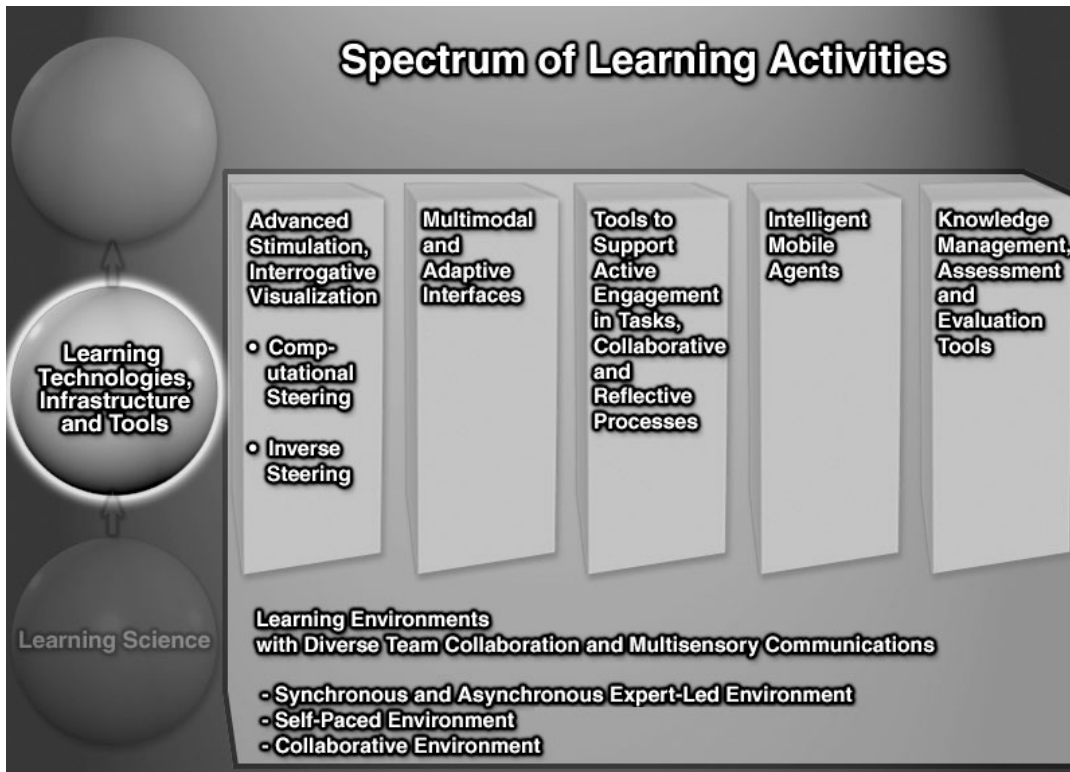 Spectrum of Learning Activities
Learning
Technologies,
Infrastructure
and Tools
Learning Science
Advanced
Stimulation,
Interrogative
Visualization
• Comp-
utational
Steering
• Inverse
Steering
Multimodal
and
Adaptive
Interfaces
Tools to
Support
Active
Engagement
in Tasks,
Collaborative
and
Reflective
Processes
Intelligent
Mobile
Agents
Knowledge
Management,
Assessment
and
Evaluation
Tools
Learning Environments
with Diverse Team Collaboration and Multisensory Communications
- Synchronous and Asynchronous Expert-Led Environment
- Self-Paced Environment
- Collaborative Environment